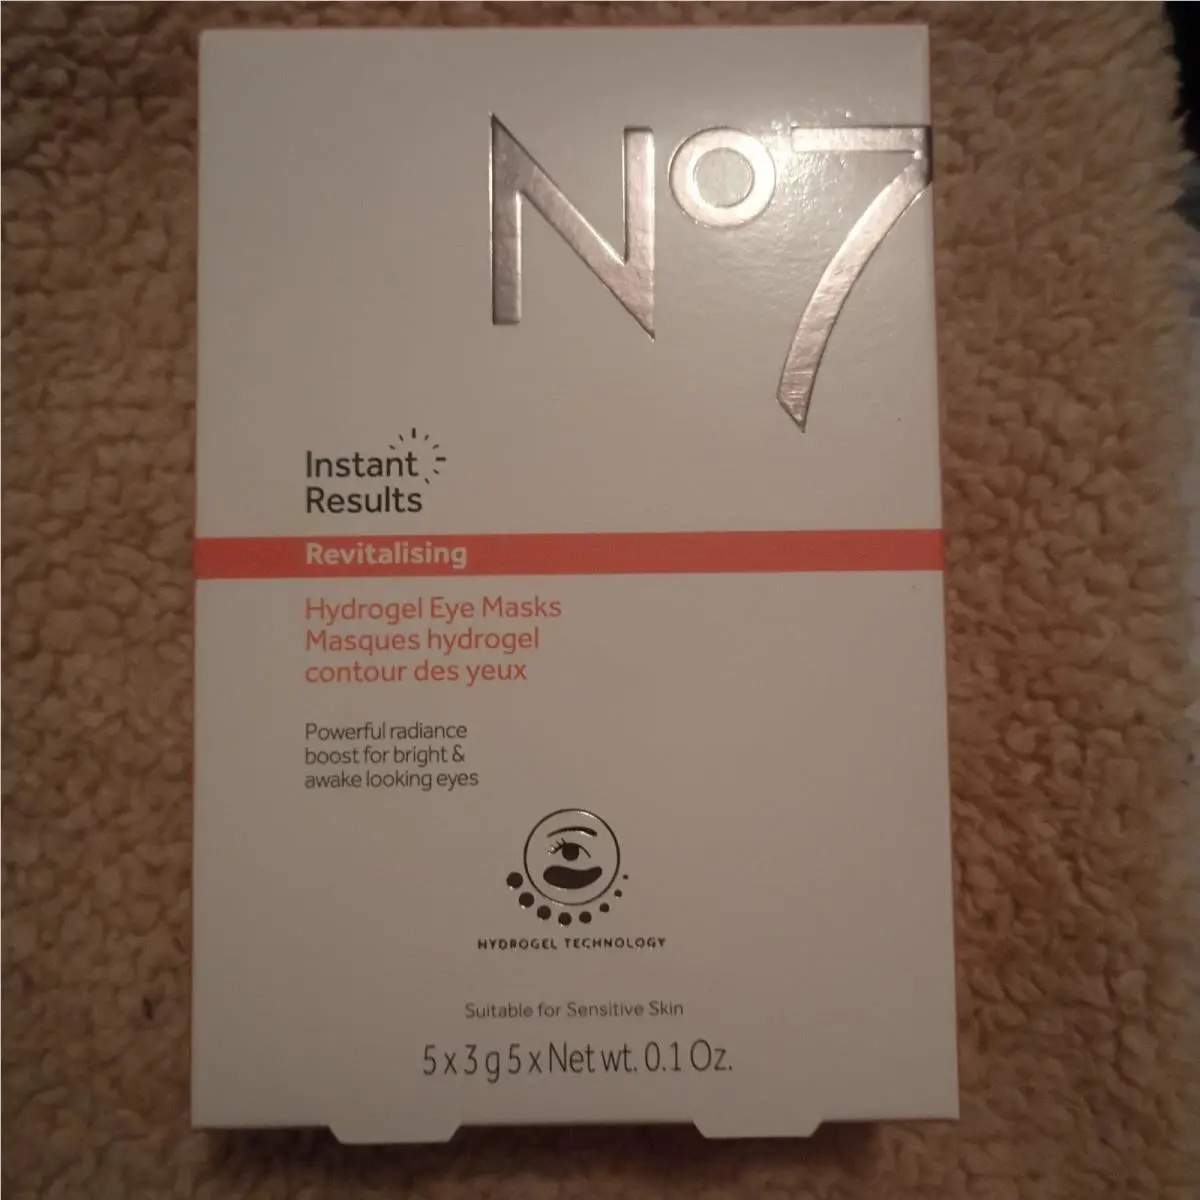 No7
Instant
Results
Revitalising
Hydrogel Eye Masks
Masques hydrogel
contour des yeux
Powerful radiance
boost for bright &
awake looking eyes
HYDROGEL TECHNOLOGY
Suitable for Sensitive Skin
5 x 3 g 5 x Net wt. 0.1 Oz.